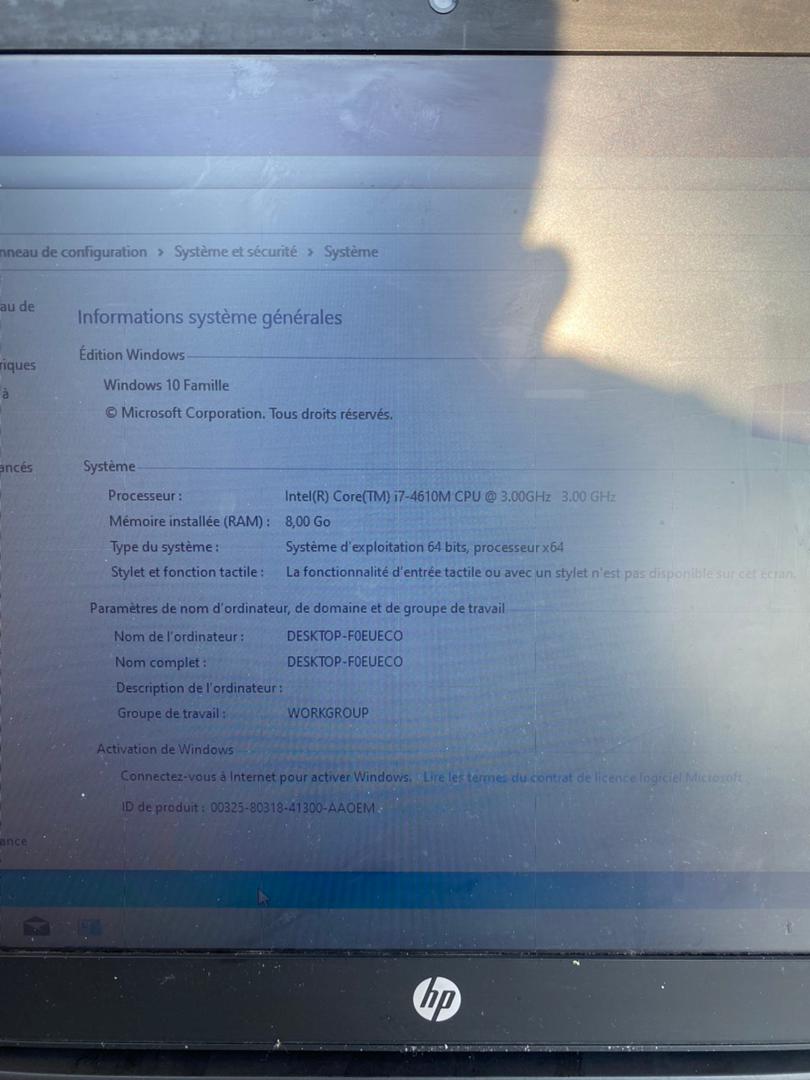 nneau de configuration > Système et sécurité > Système
au de
Informations système générales
Édition Windows
riques
Windows 10 Famille
à
© Microsoft Corporation. Tous droits réservés.
ancés
Système
Processeur : Intel(R) Core(TM) i7-4610M CPU @ 3.00GHz 3.00 GHz
Mémoire installée (RAM) : 8,00 Go
Type du système : Système d'exploitation 64 bits, processeur x64
Stylet et fonction tactile : La fonctionnalité d'entrée tactile ou avec un stylet n'est pas disponible sur cet écran.
Paramètres de nom d'ordinateur, de domaine et de groupe de travail
Nom de l'ordinateur : DESKTOP-F0EUECO
Nom complet : DESKTOP-F0EUECO
Description de l'ordinateur :
Groupe de travail : WORKGROUP
Activation de Windows
Connectez-vous à Internet pour activer Windows. Lire les termes du contrat de licence logiciel Microsoft
ID de produit : 00325-80318-41300-AAOEM
ance
hp